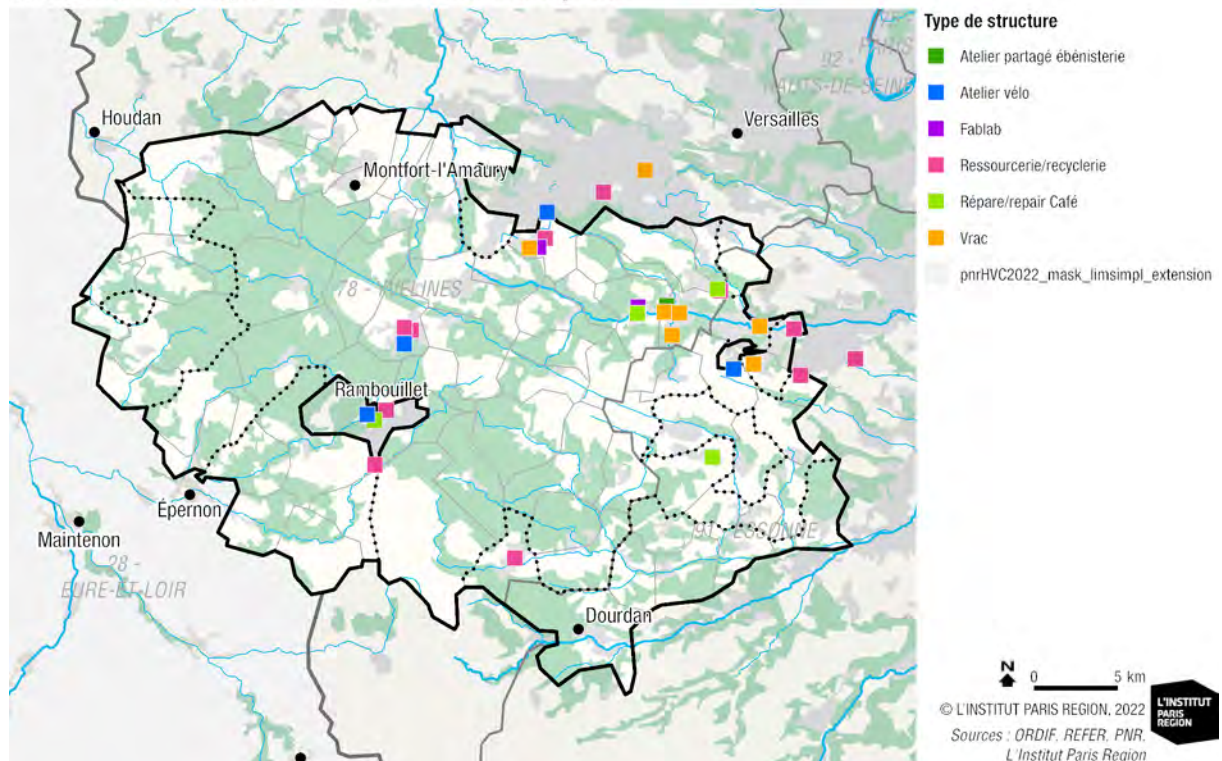 Type de structure
Atelier partagé ébénisterie
Atelier vélo
Fablab
Ressourcerie/recyclerie
Répare/repair Café
Vrac
pnrHVC2022_mask_limsimpl_extension
PARIS
92 -
HAUTS-DE-SEINE
Houdan
Versailles
Montfort-l'Amaury
78 - YVELINES
Rambouillet
Épernon
Maintenon
28 -
EURE-ET-LOIR
91 - ESSONNE
Dourdan
N
0 5 km
© L'INSTITUT PARIS REGION, 2022
Sources : ORDIF, REFER, PNR,
L'Institut Paris Region
L'INSTITUT
PARIS
REGION